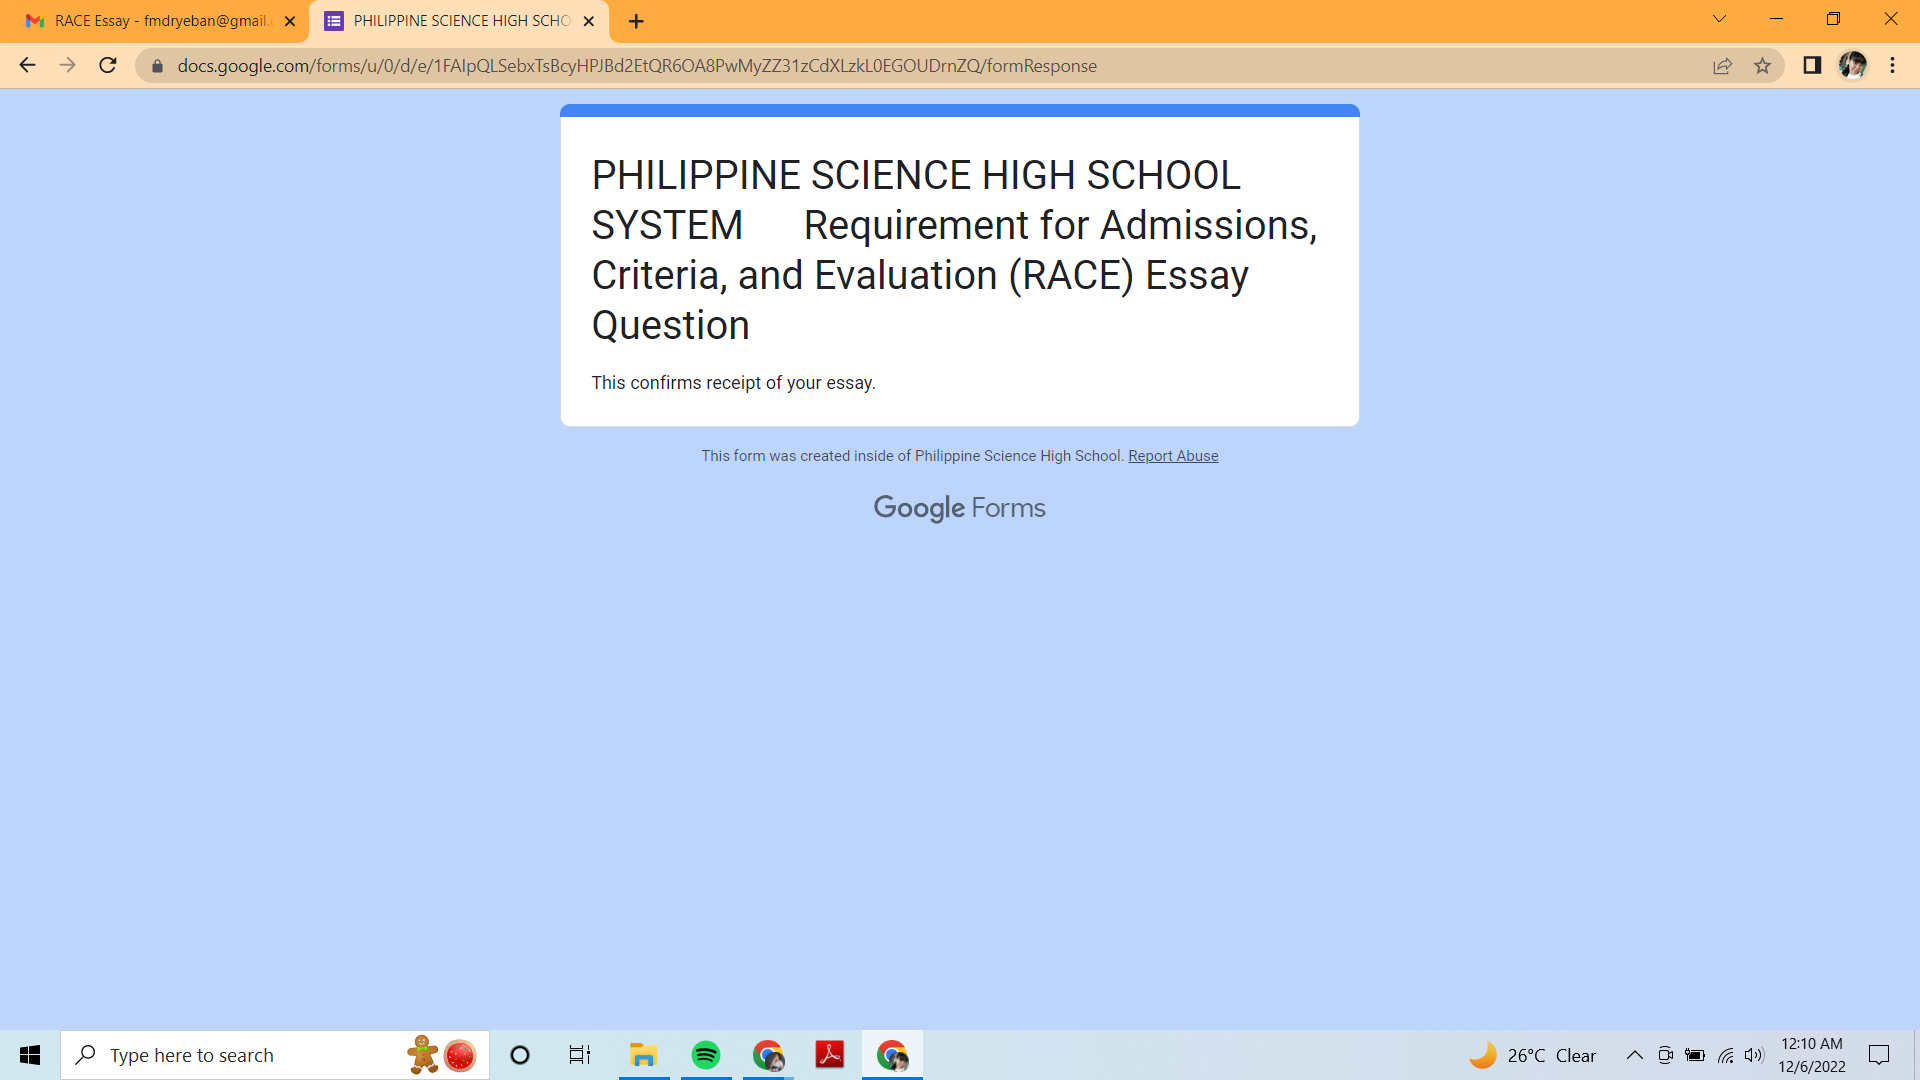 RACE Essay - fmdryeban@gmail.
PHILIPPINE SCIENCE HIGH SCHO
docs.google.com/forms/u/0/d/e/1FAIpQLSebxTsBcyHPJBd2EtQR6OA8PwMyZZ31zCdXLzkL0EGOUDrnZQ/formResponse
PHILIPPINE SCIENCE HIGH SCHOOL
SYSTEM Requirement for Admissions,
Criteria, and Evaluation (RACE) Essay
Question
This confirms receipt of your essay.
This form was created inside of Philippine Science High School. Report Abuse
Google Forms
Type here to search
26°C Clear
12:10 AM
12/6/2022